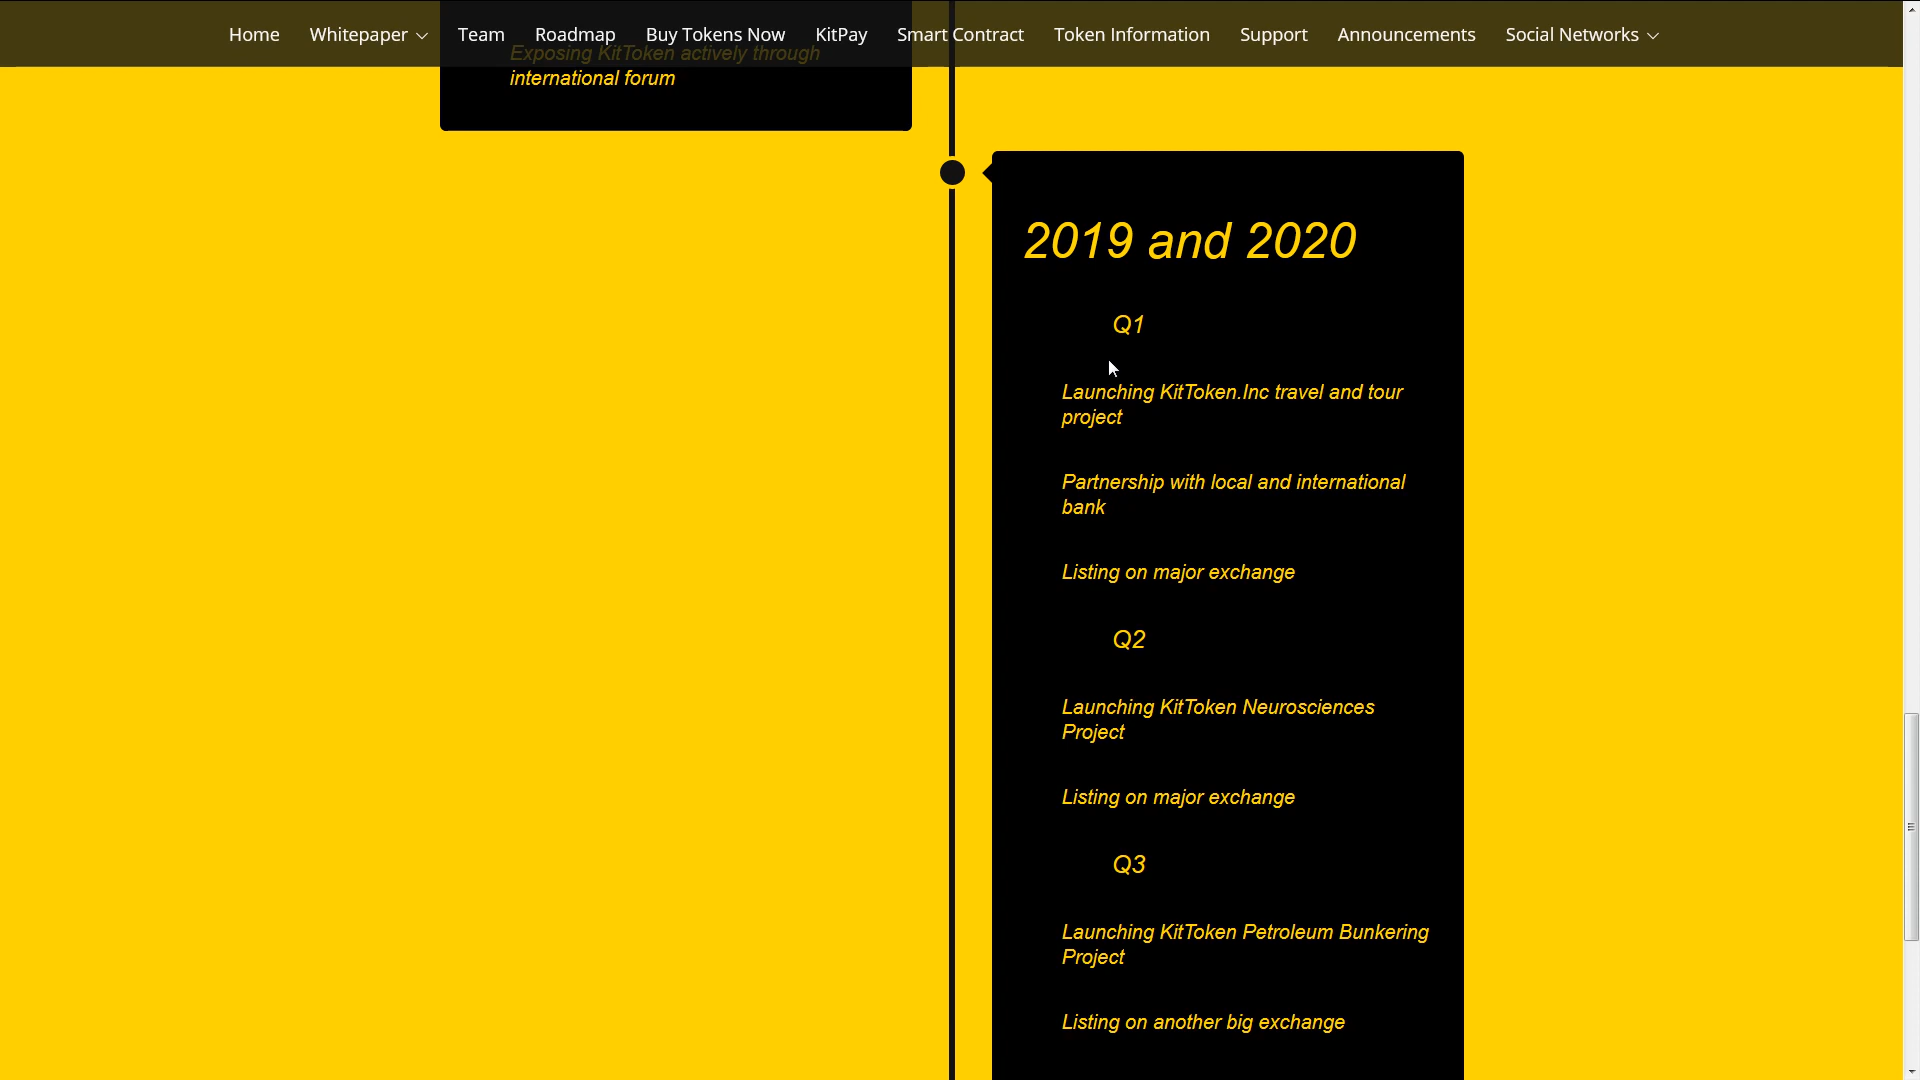 Home Whitepaper Team Roadmap Buy Tokens Now KitPay Smart Contract Token Information Support Announcements Social Networks
Exposing KitToken actively through
international forum
2019 and 2020
Q1
Launching KitToken.Inc travel and tour
project
Partnership with local and international
bank
Listing on major exchange
Q2
Launching KitToken Neurosciences
Project
Listing on major exchange
Q3
Launching KitToken Petroleum Bunkering
Project
Listing on another big exchange